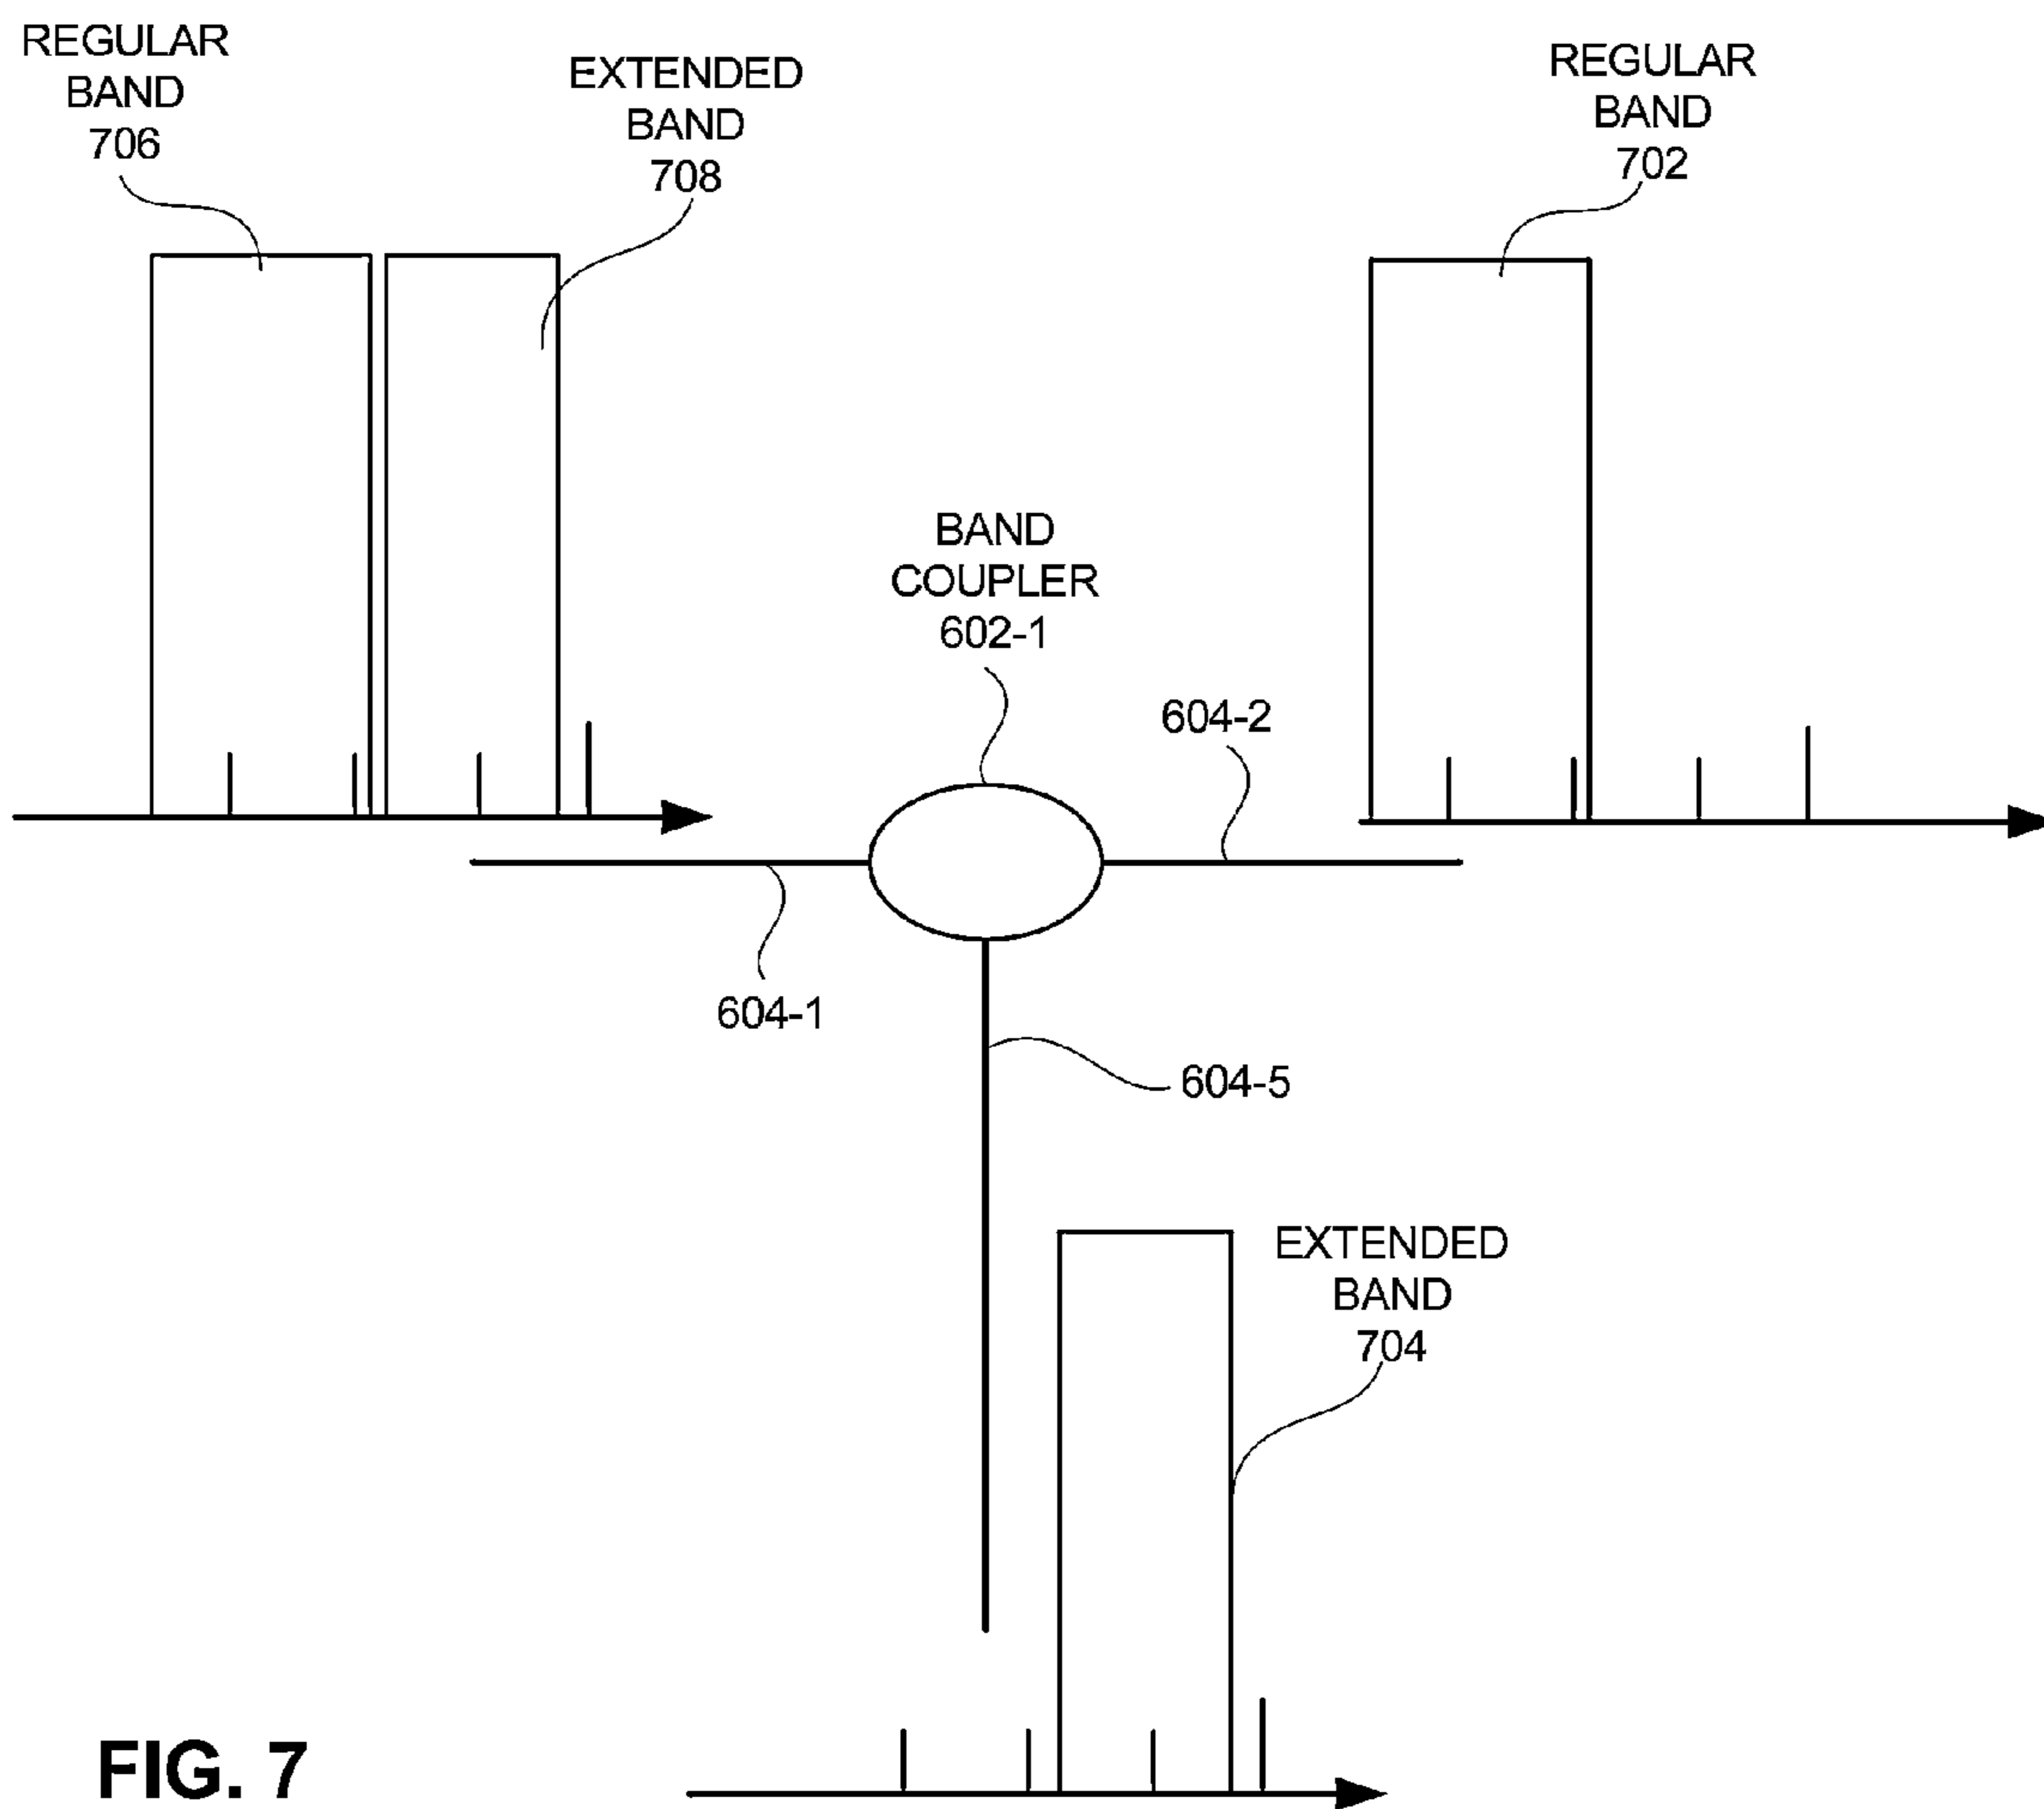 REGULAR
BAND
706
EXTENDED
BAND
708
REGULAR
BAND
702
BAND
COUPLER
602-1
604-2
604-1
604-5
EXTENDED
BAND
704
FIG. 7